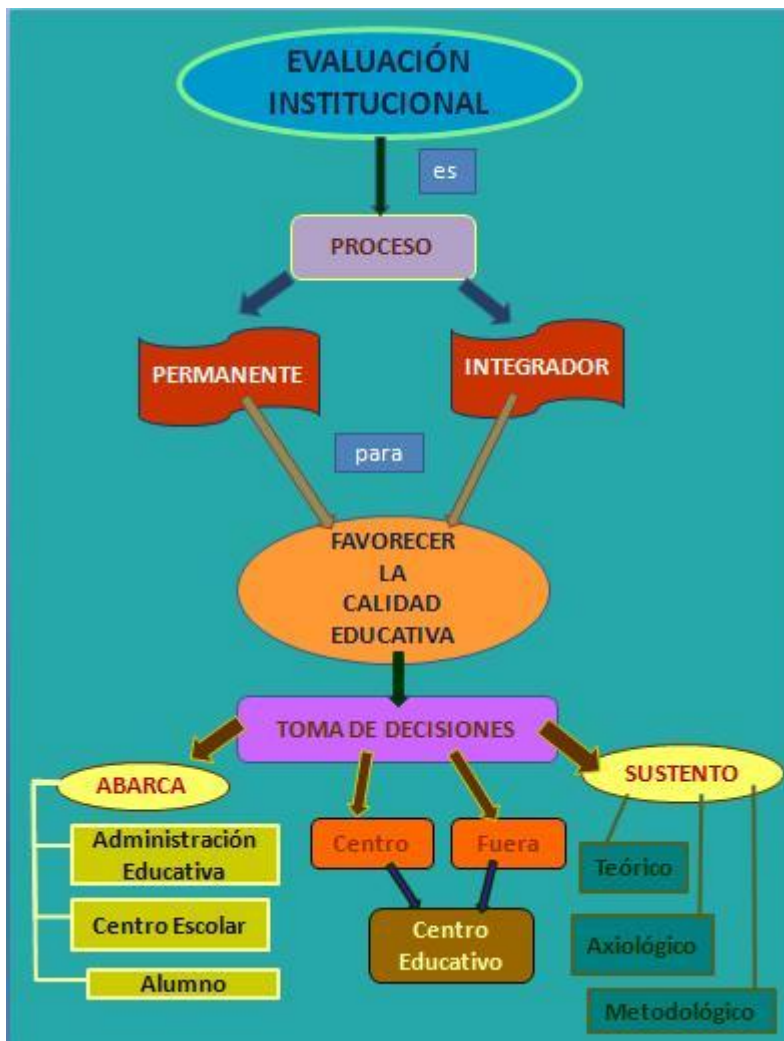 EVALUACIÓN
INSTITUCIONAL
es
PROCESO
PERMANENTE
INTEGRADOR
para
FAVORECER
LA
CALIDAD
EDUCATIVA
TOMA DE DECISIONES
ABARCA
Administración
Educativa
Centro Escolar
Alumno
Centro
Fuera
Centro
Educativo
SUSTENTO
Teórico
Axiológico
Metodológico